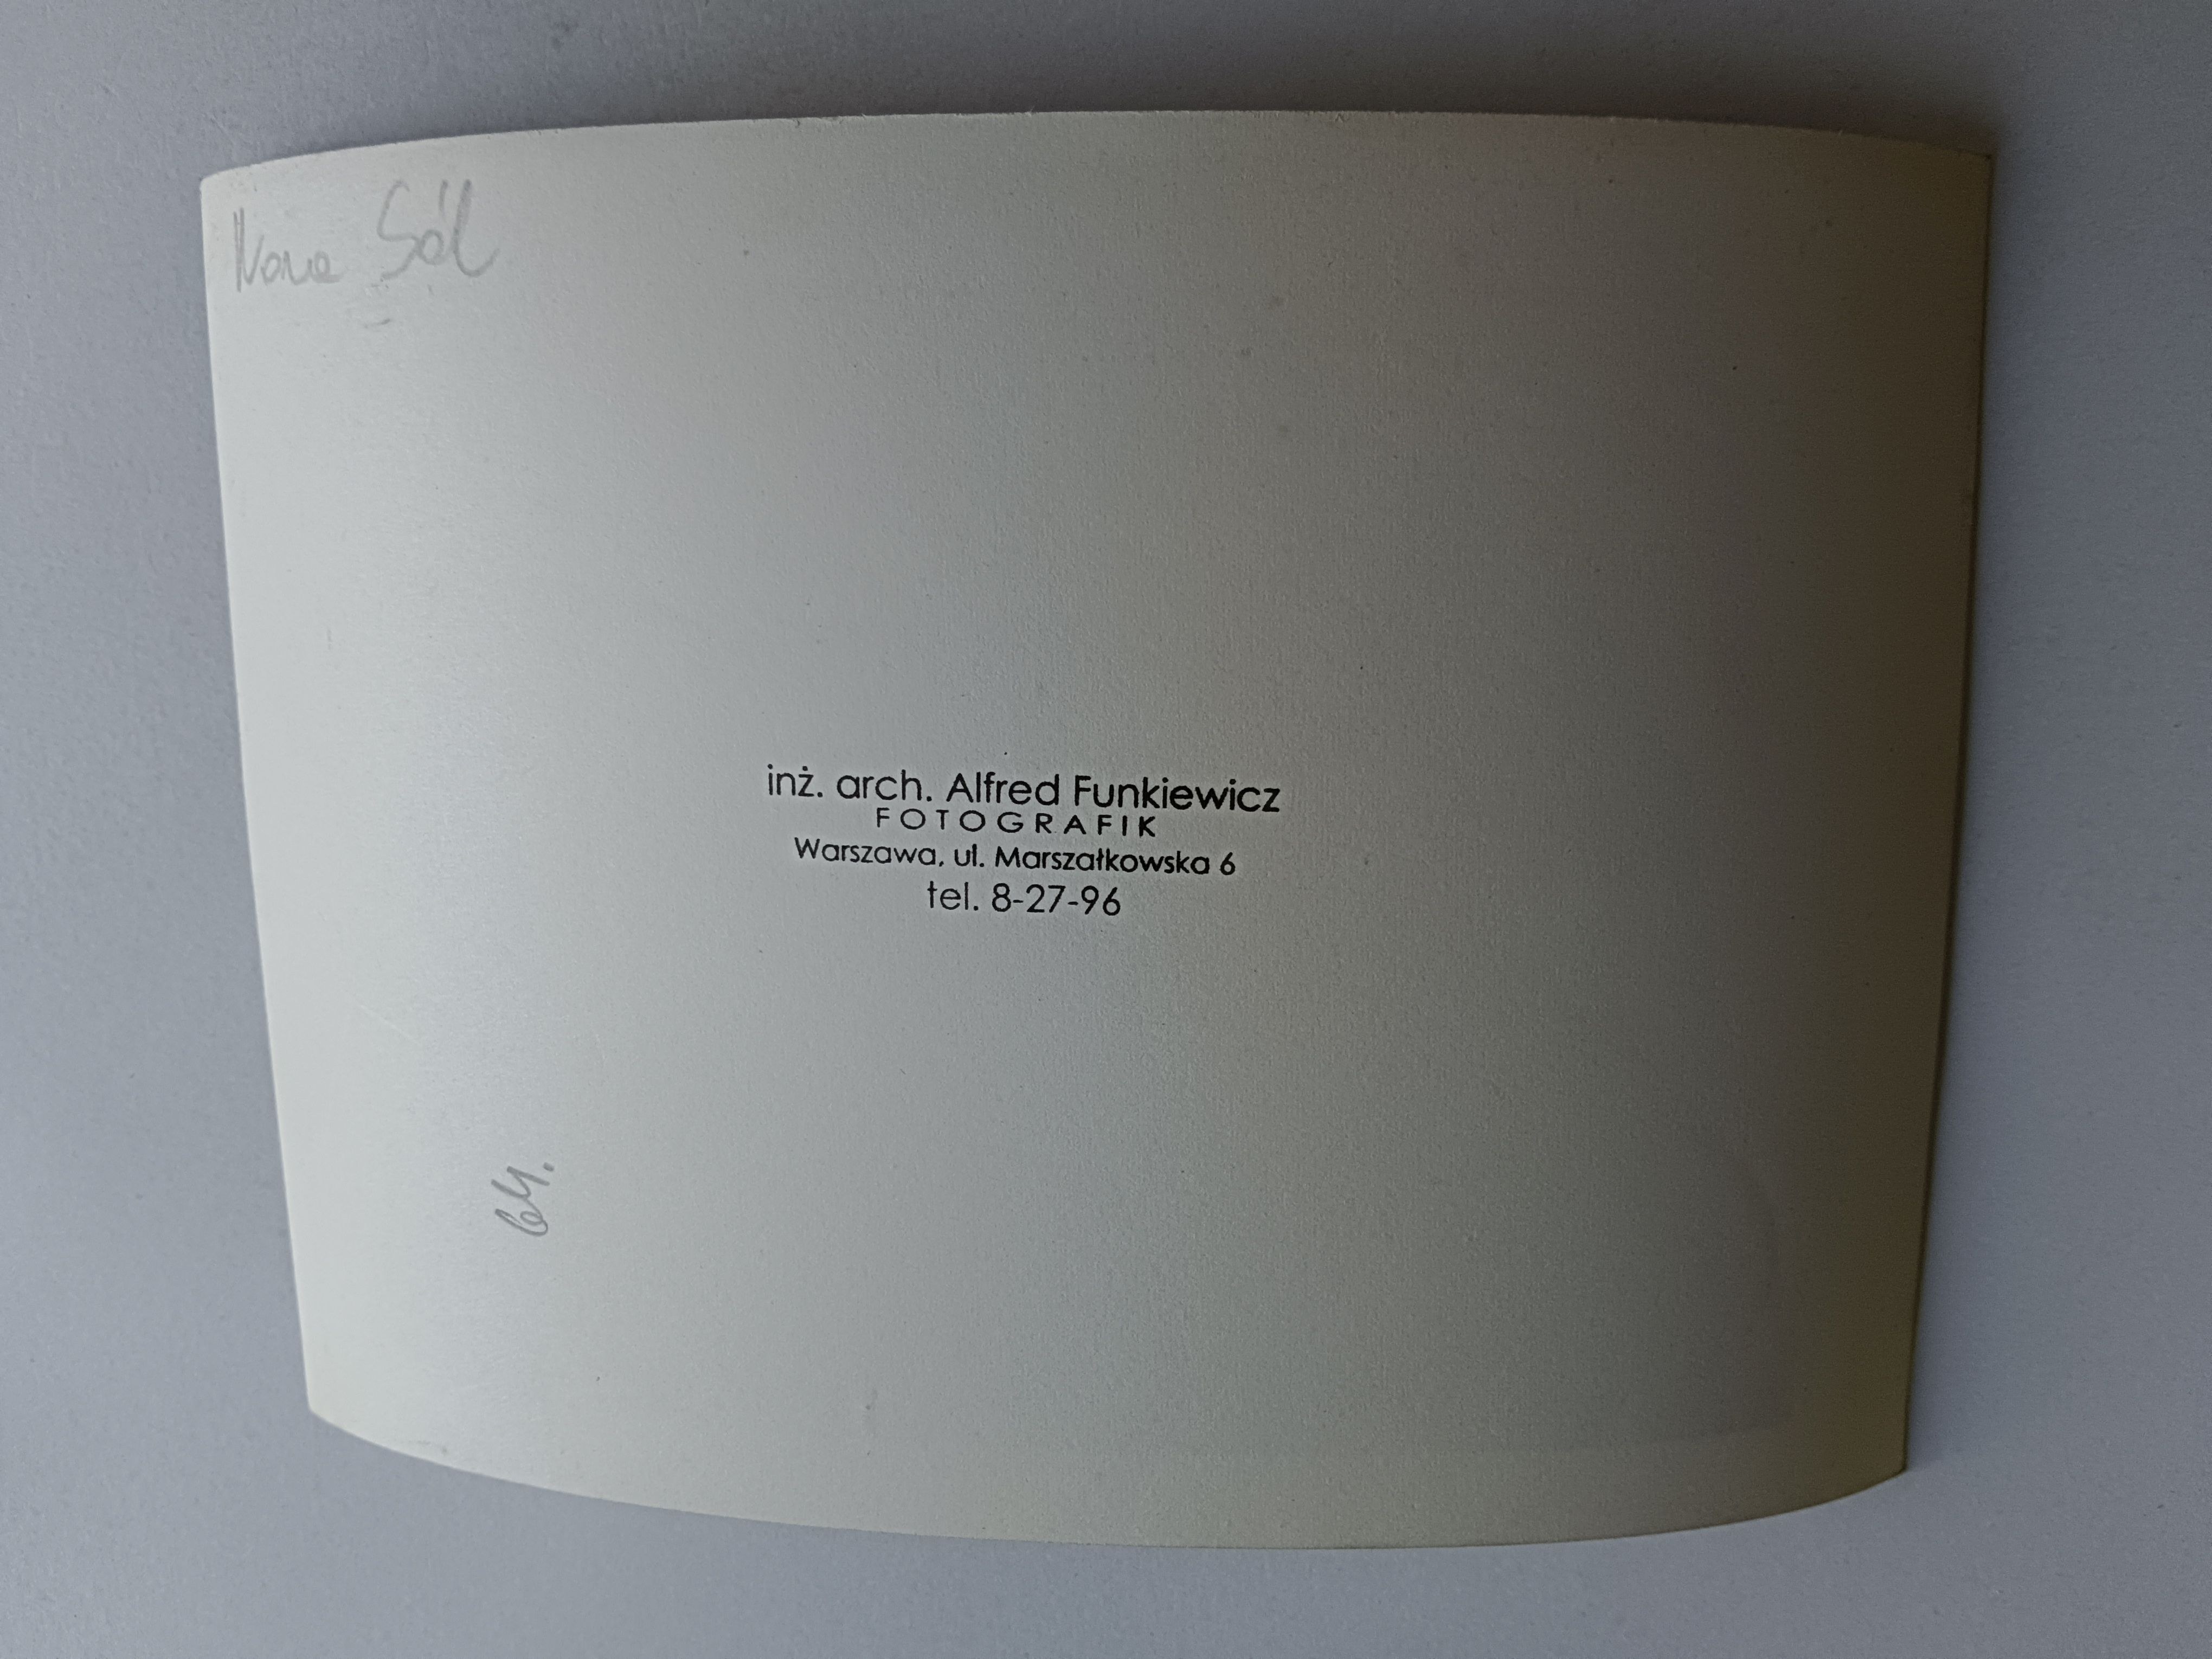 Nowa Sól
inż. arch. Alfred Funkiewicz
FOTOGRAFIK
Warszawa, ul. Marszałkowska 6
tel. 8-27-96